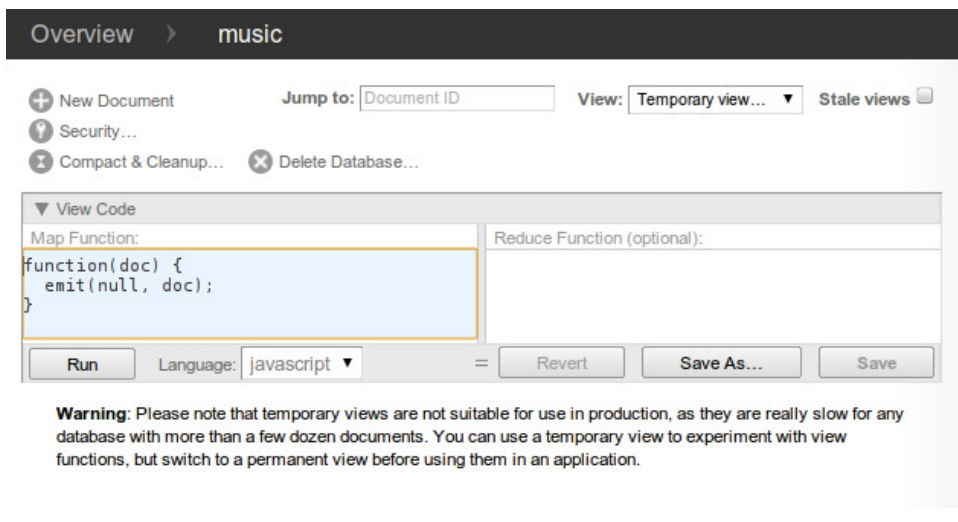 Overview music
New Document Jump to: Document ID View: Temporary view... Stale views
Security...
Compact & Cleanup... Delete Database...
View Code
Map Function: Reduce Function (optional):
function(doc) {
  emit(null, doc);
}
Run Language: javascript = Revert Save As... Save
Warning: Please note that temporary views are not suitable for use in production, as they are really slow for any
database with more than a few dozen documents. You can use a temporary view to experiment with view
functions, but switch to a permanent view before using them in an application.